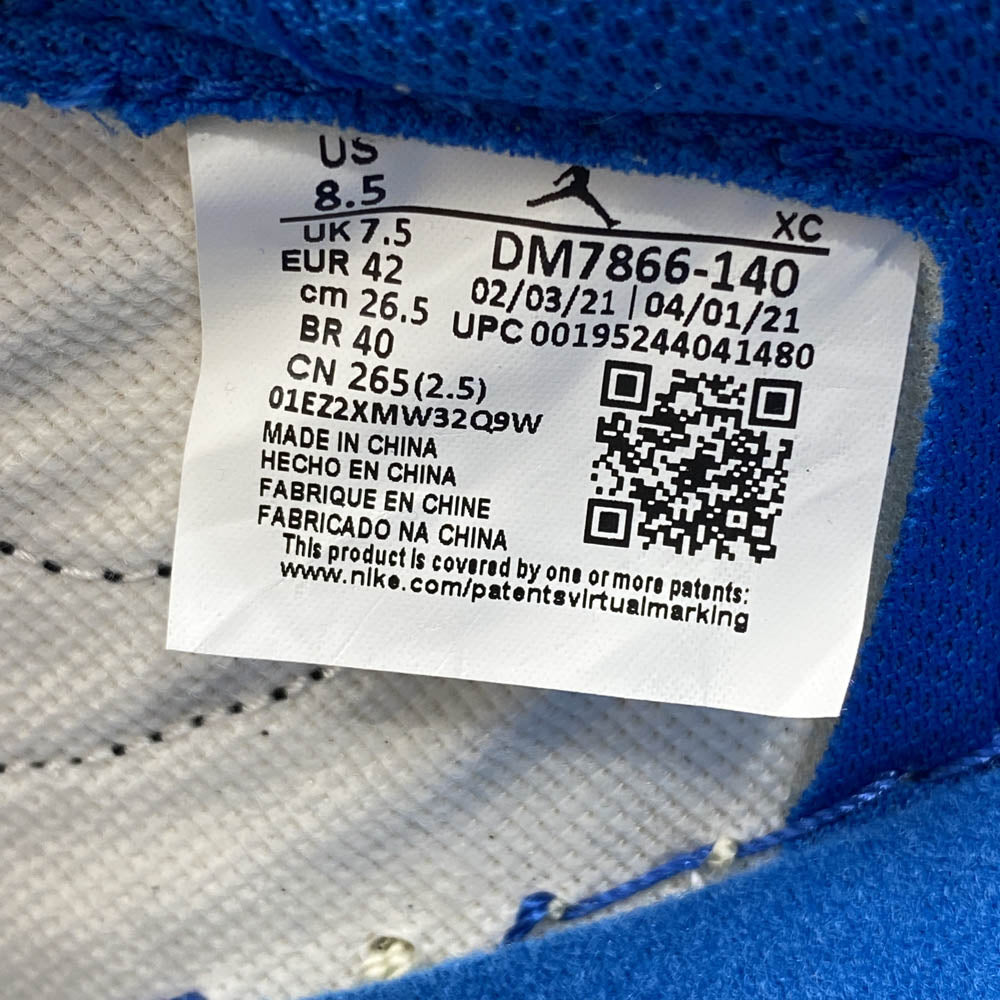 US
8.5
XC
UK 7.5
EUR 42
cm 26.5
BR 40
CN 265(2.5)
01EZ2XMW32Q9W
DM7866-140
02/03/21 | 04/01/21
UPC 00195244041480
MADE IN CHINA
HECHO EN CHINA
FABRIQUE EN CHINE
FABRICADO NA CHINA
This product is covered by one or more patents:
www.nike.com/patentsvirtualmarking